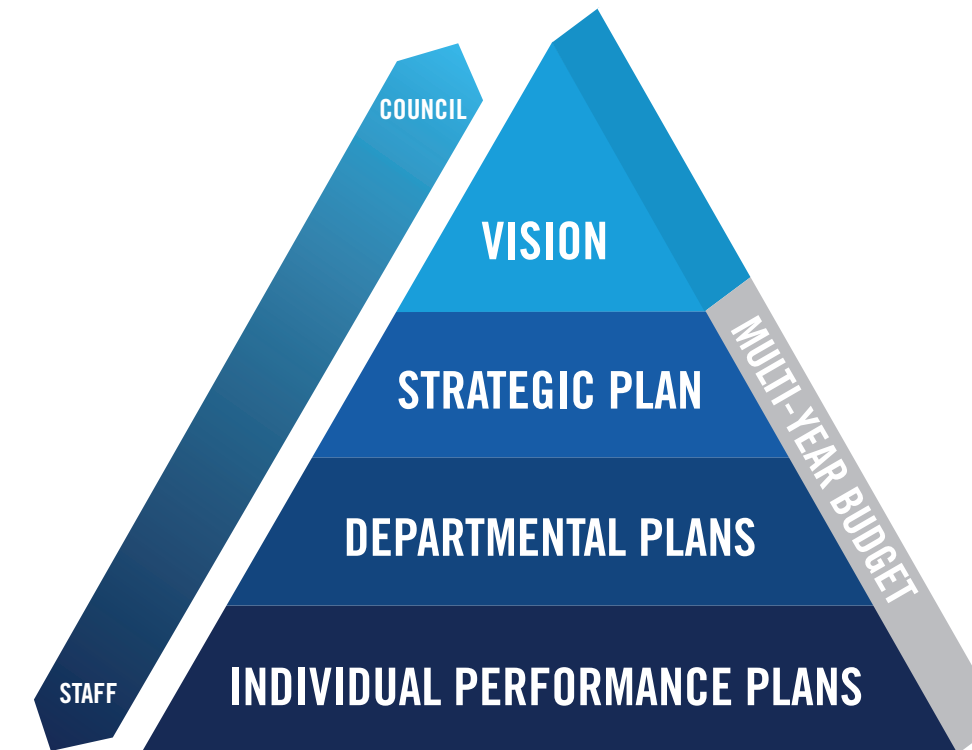 COUNCIL
VISION
STRATEGIC PLAN
MULTI-YEAR BUDGET
DEPARTMENTAL PLANS
INDIVIDUAL PERFORMANCE PLANS
STAFF